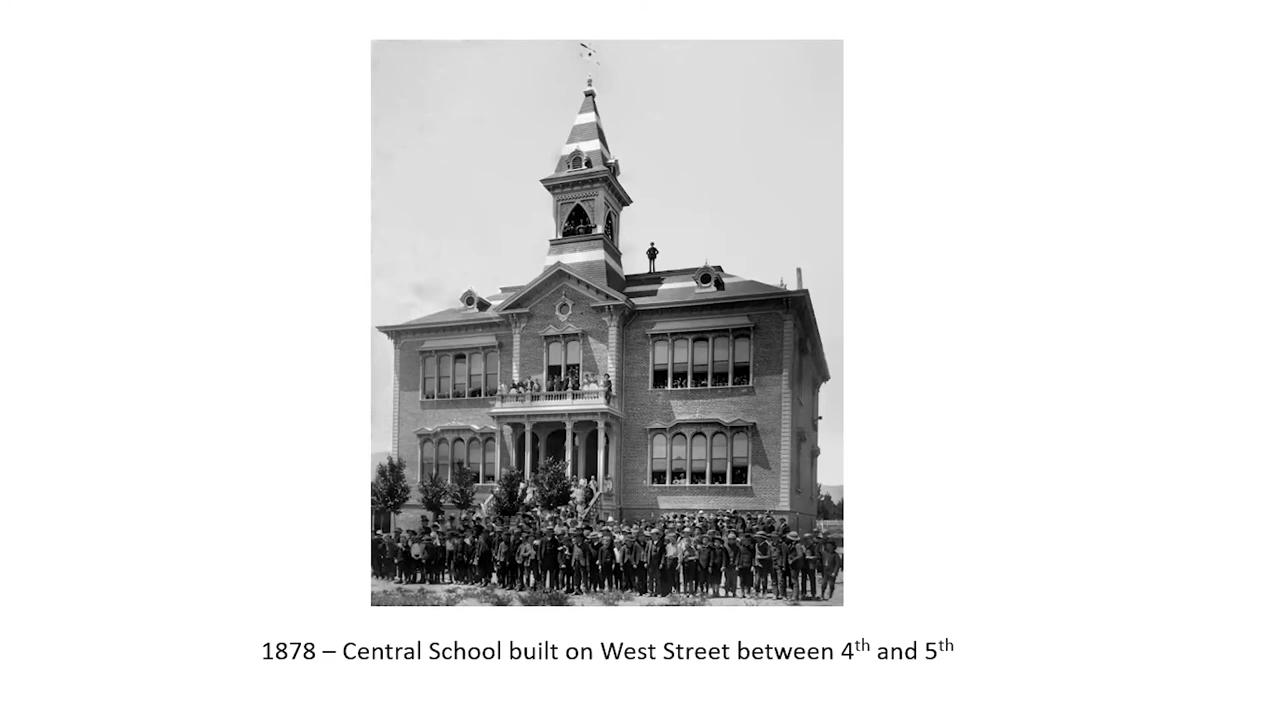 1878 – Central School built on West Street between 4th and 5th